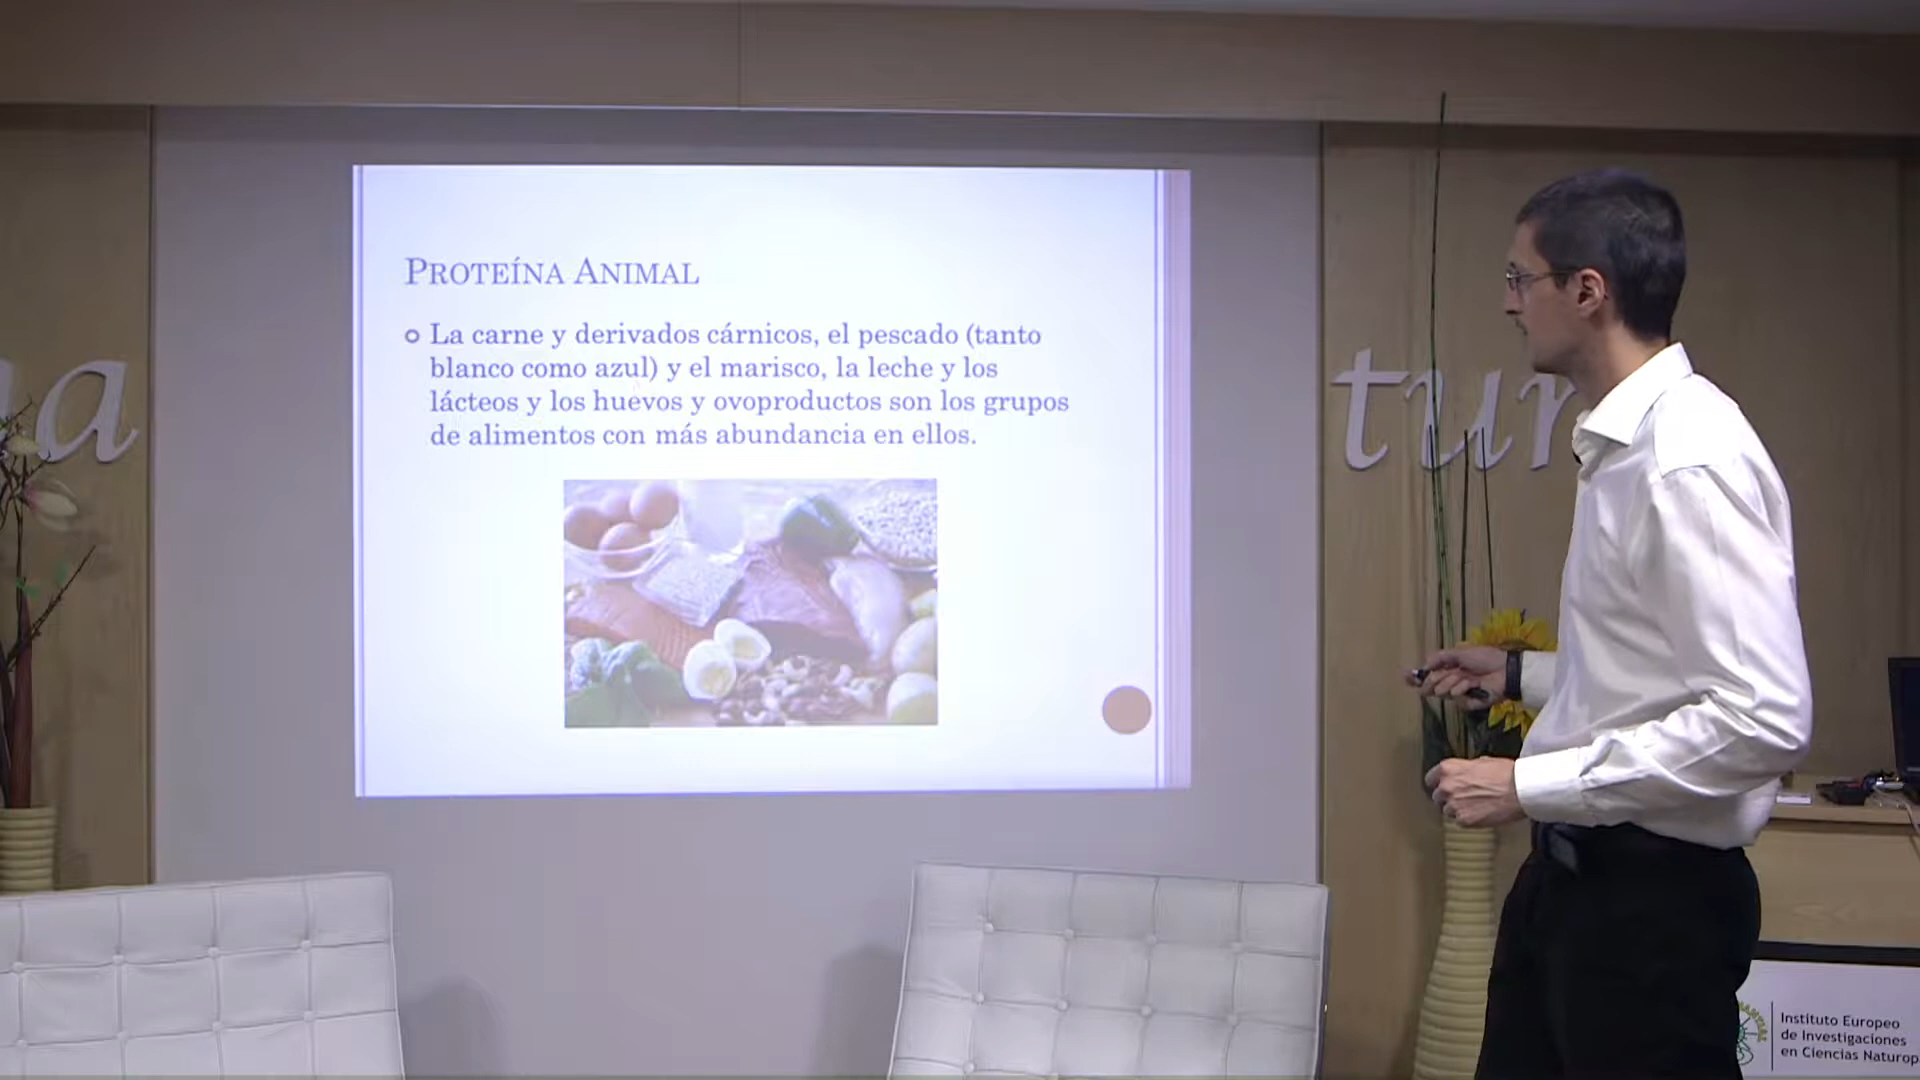 PROTEÍNA ANIMAL
La carne y derivados cárnicos, el pescado (tanto
blanco como azul) y el marisco, la leche y los
lácteos y los huevos y ovoproductos son los grupos
de alimentos con más abundancia en ellos.
a
tur
Instituto Europeo
de Investigaciones
en Ciencias Naturop